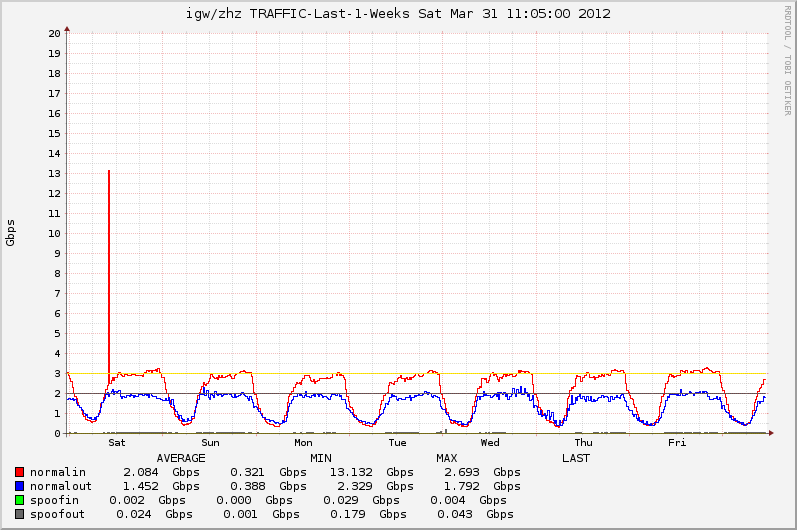 igw/zhz TRAFFIC-Last-1-Weeks Sat Mar 31 11:05:00 2012
RRDTOOL / TOBI OETIKER
Gbps
20
19
18
17
16
15
14
13
12
11
10
9
8
7
6
5
4
3
2
1
0
Sat Sun Mon Tue Wed Thu Fri
AVERAGE MIN MAX LAST
normalin 2.084 Gbps 0.321 Gbps 13.132 Gbps 2.693 Gbps
normalout 1.452 Gbps 0.388 Gbps 2.329 Gbps 1.792 Gbps
spoofin 0.002 Gbps 0.000 Gbps 0.029 Gbps 0.004 Gbps
spoofout 0.024 Gbps 0.001 Gbps 0.179 Gbps 0.043 Gbps